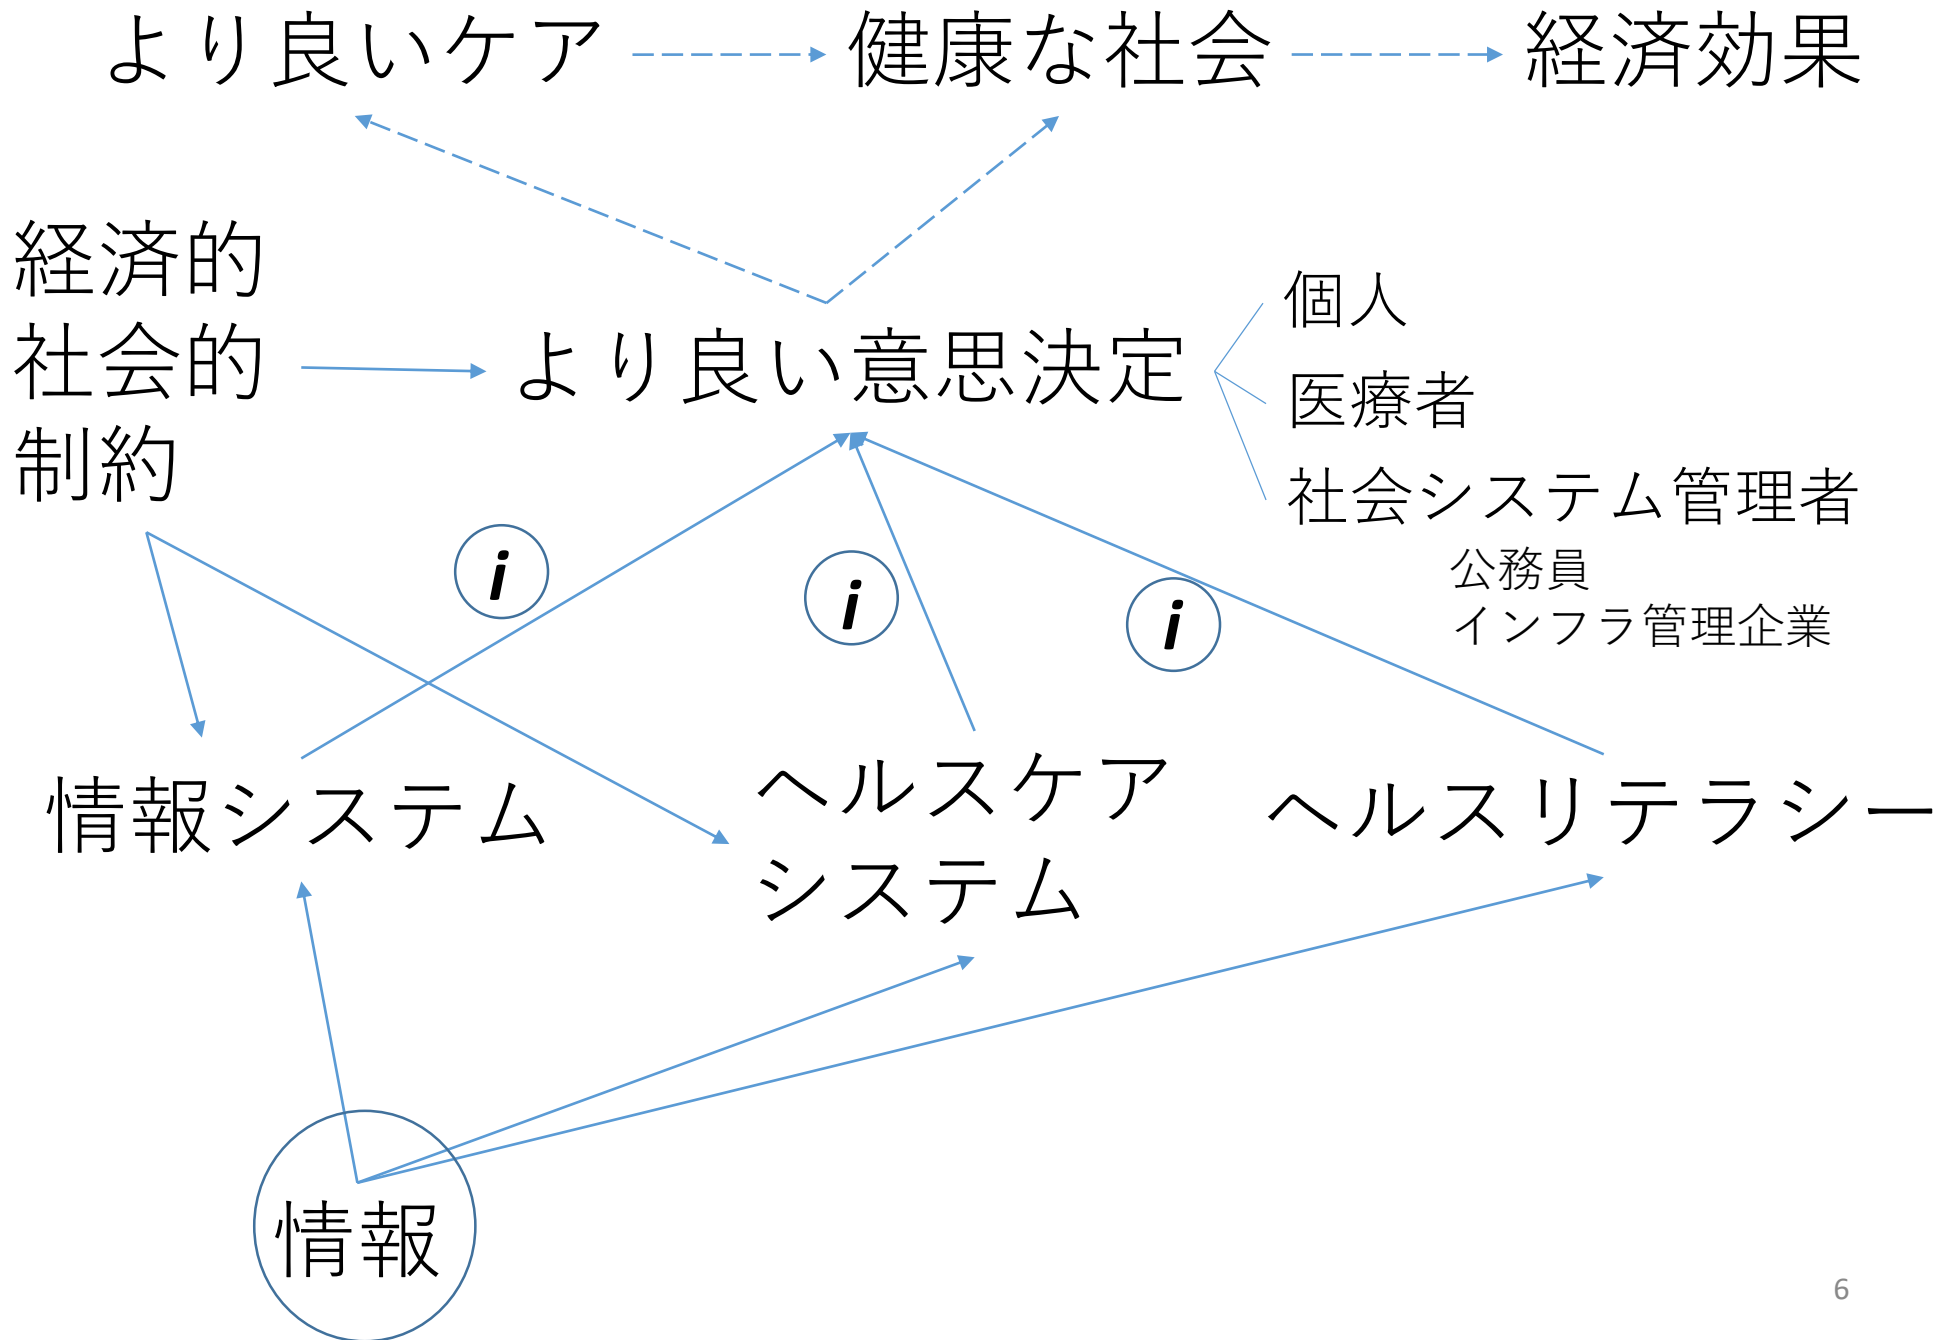 より良いケア
健康な社会
経済効果
経済的
社会的
制約
より良い意思決定
個人
医療者
社会システム管理者
公務員
インフラ管理企業
i
i
i
情報システム
ヘルスケア
システム
ヘルスリテラシー
情報
6